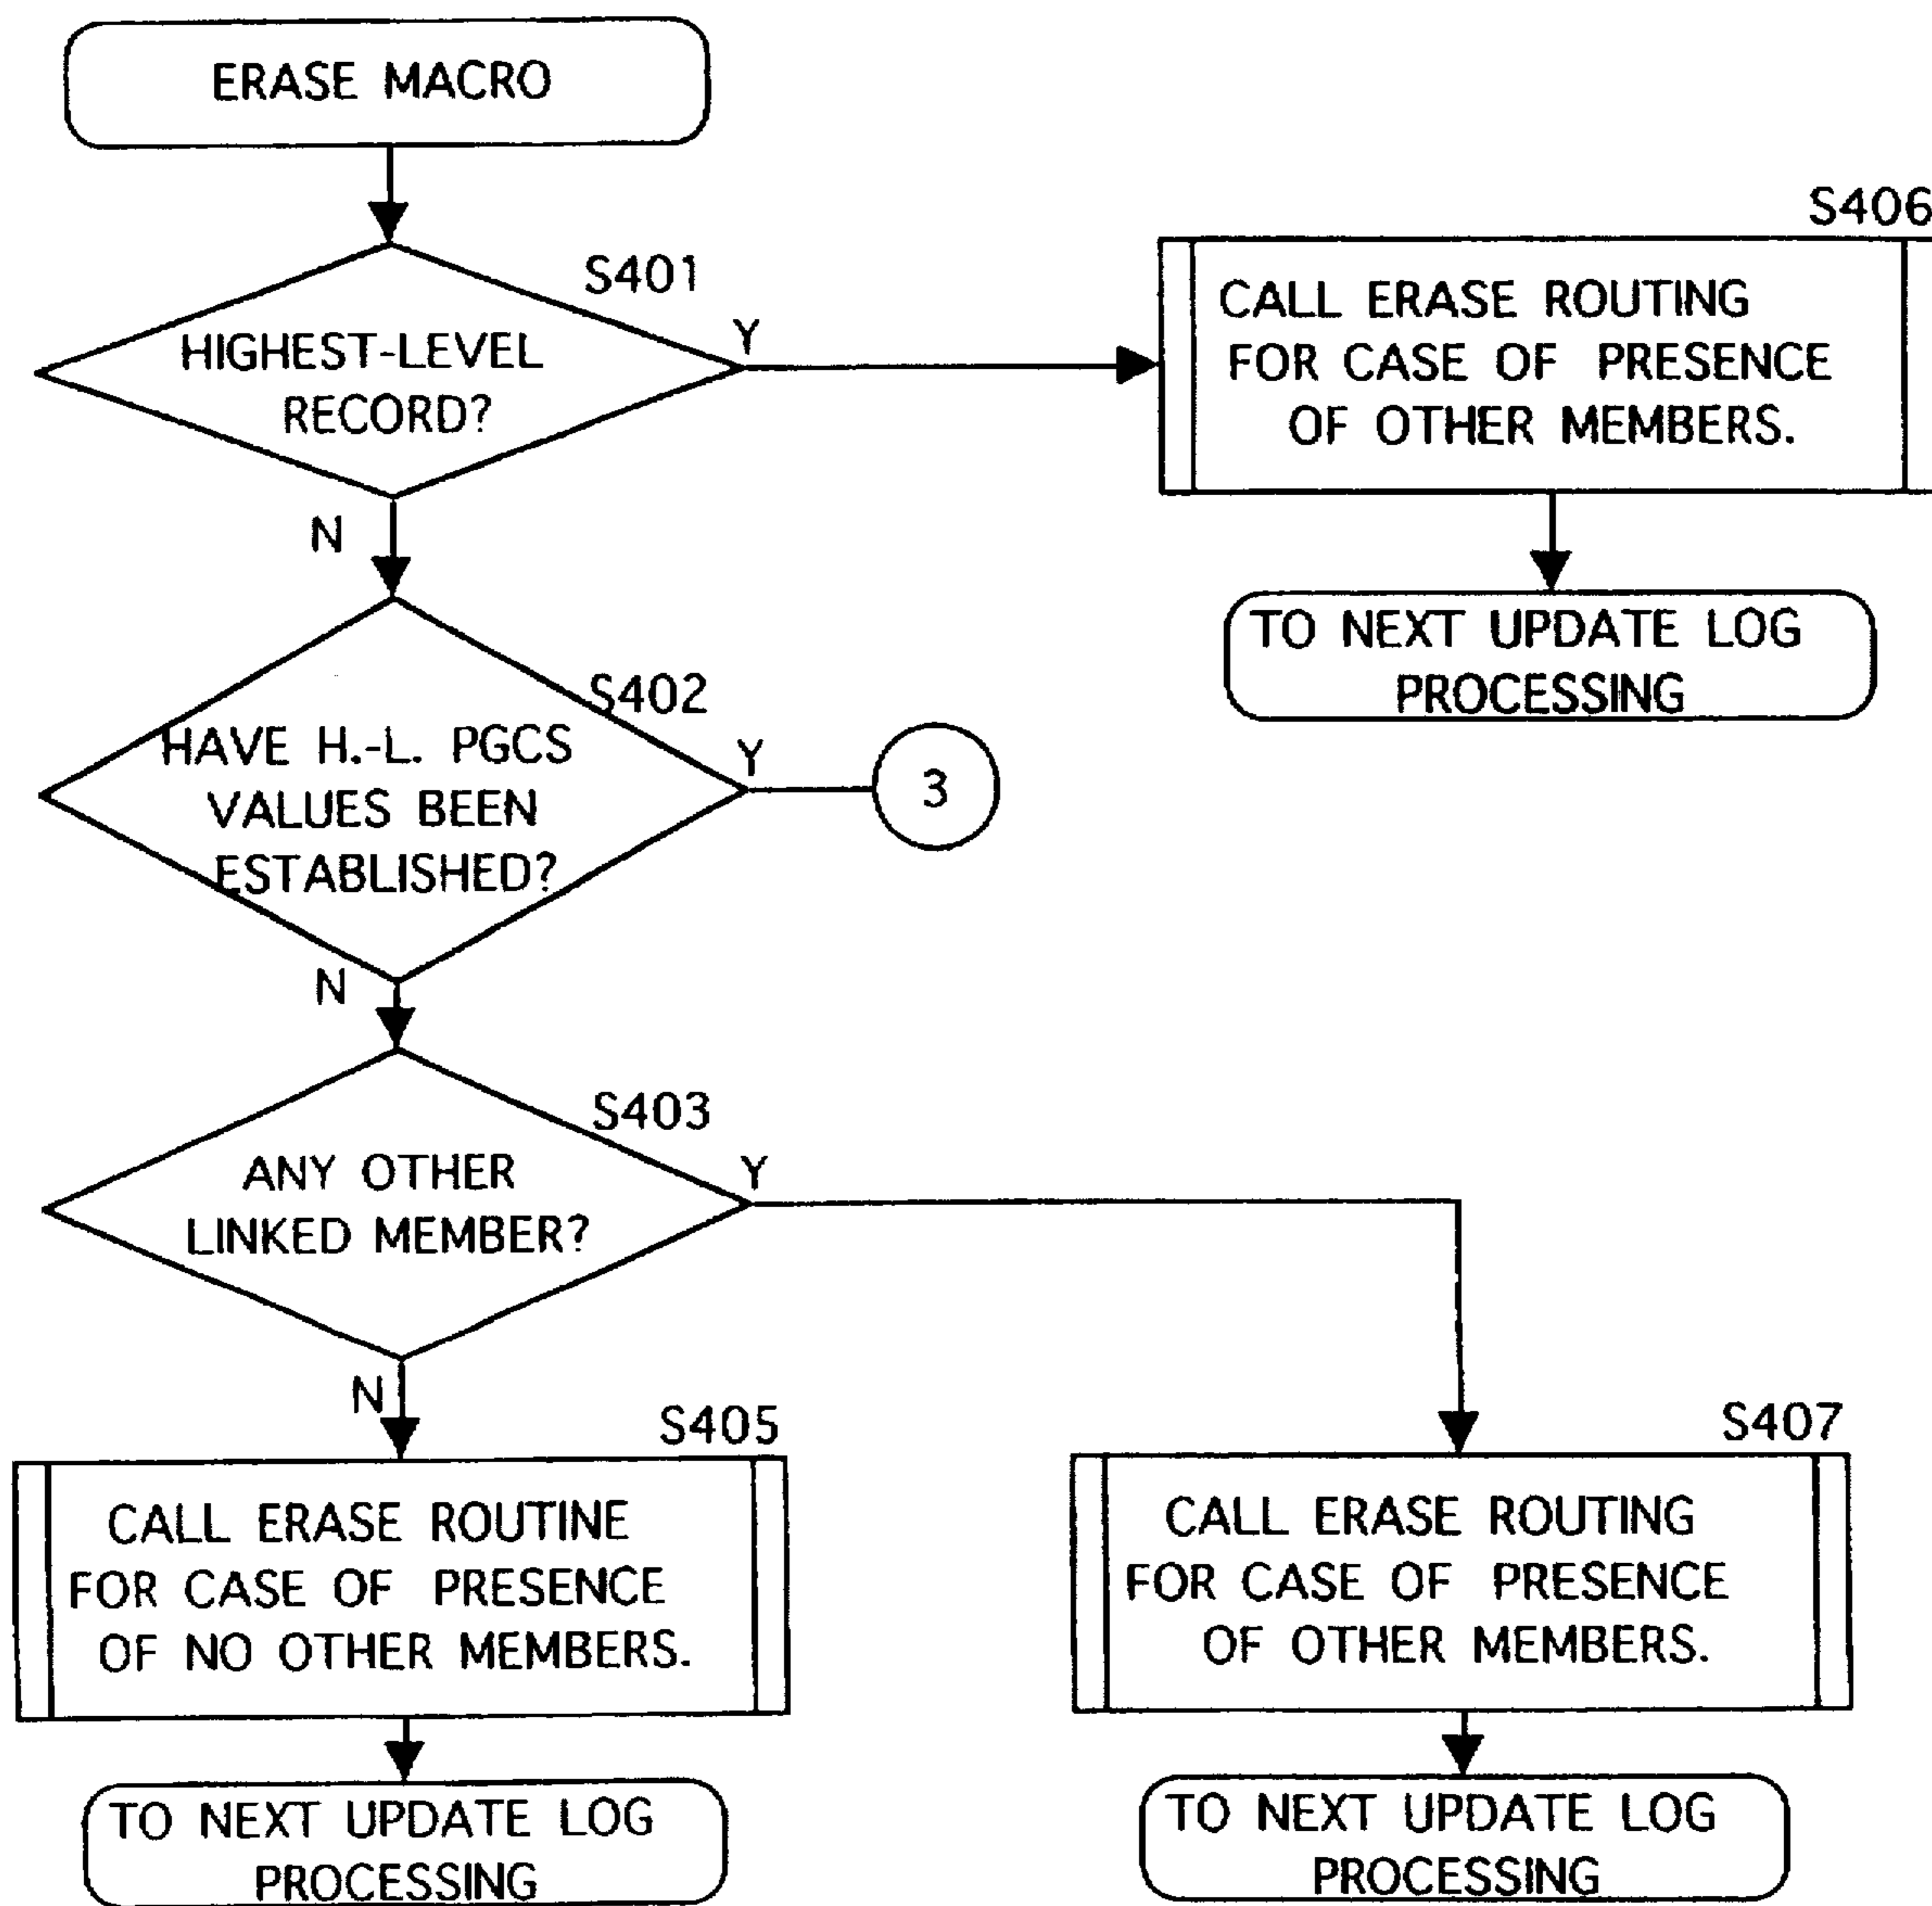 ERASE MACRO
S401
HIGHEST-LEVEL
RECORD?
Y
N
S406
CALL ERASE ROUTING
FOR CASE OF PRESENCE
OF OTHER MEMBERS.
TO NEXT UPDATE LOG
PROCESSING
S402
HAVE H.-L. PGCS
VALUES BEEN
ESTABLISHED?
Y
3
N
S403
ANY OTHER
LINKED MEMBER?
Y
N
S405
CALL ERASE ROUTINE
FOR CASE OF PRESENCE
OF NO OTHER MEMBERS.
TO NEXT UPDATE LOG
PROCESSING
S407
CALL ERASE ROUTING
FOR CASE OF PRESENCE
OF OTHER MEMBERS.
TO NEXT UPDATE LOG
PROCESSING